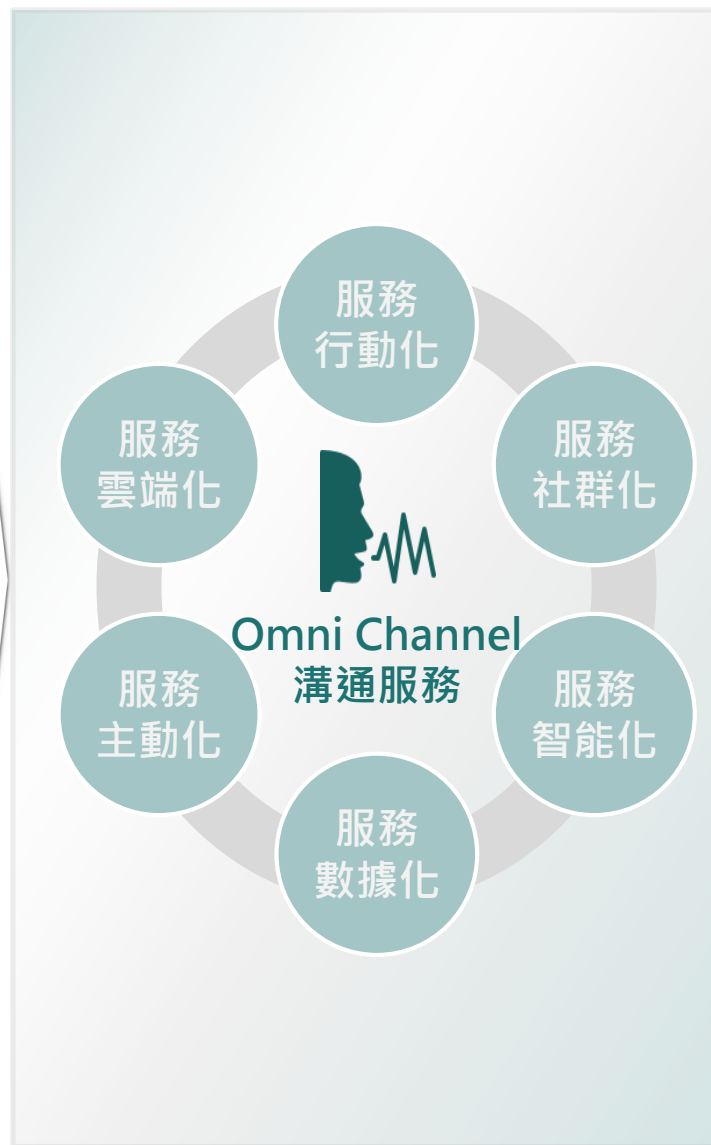 服務
行動化
服務
雲端化
服務
社群化
Omni Channel
溝通服務
服務
主動化
服務
智能化
服務
數據化